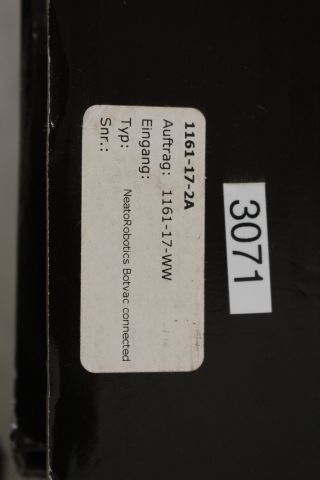 1161-17-2A
Auftrag: 1161-17-WW
Eingang:
Typ: NeatoRobotics Botvac connected
Snr.:
3071